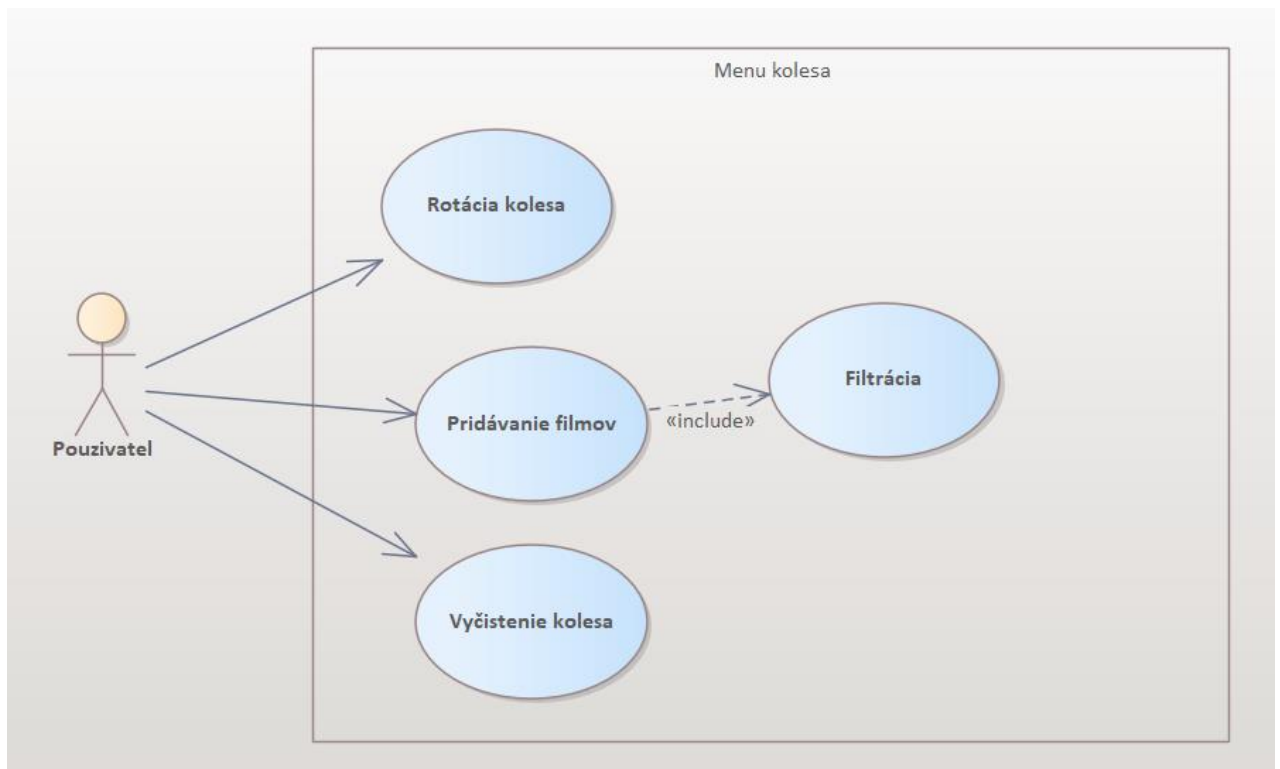 Menu kolesa
Rotácia kolesa
Filtrácia
Pridávanie filmov
«include»
Pouzivatel
Vyčistenie kolesa